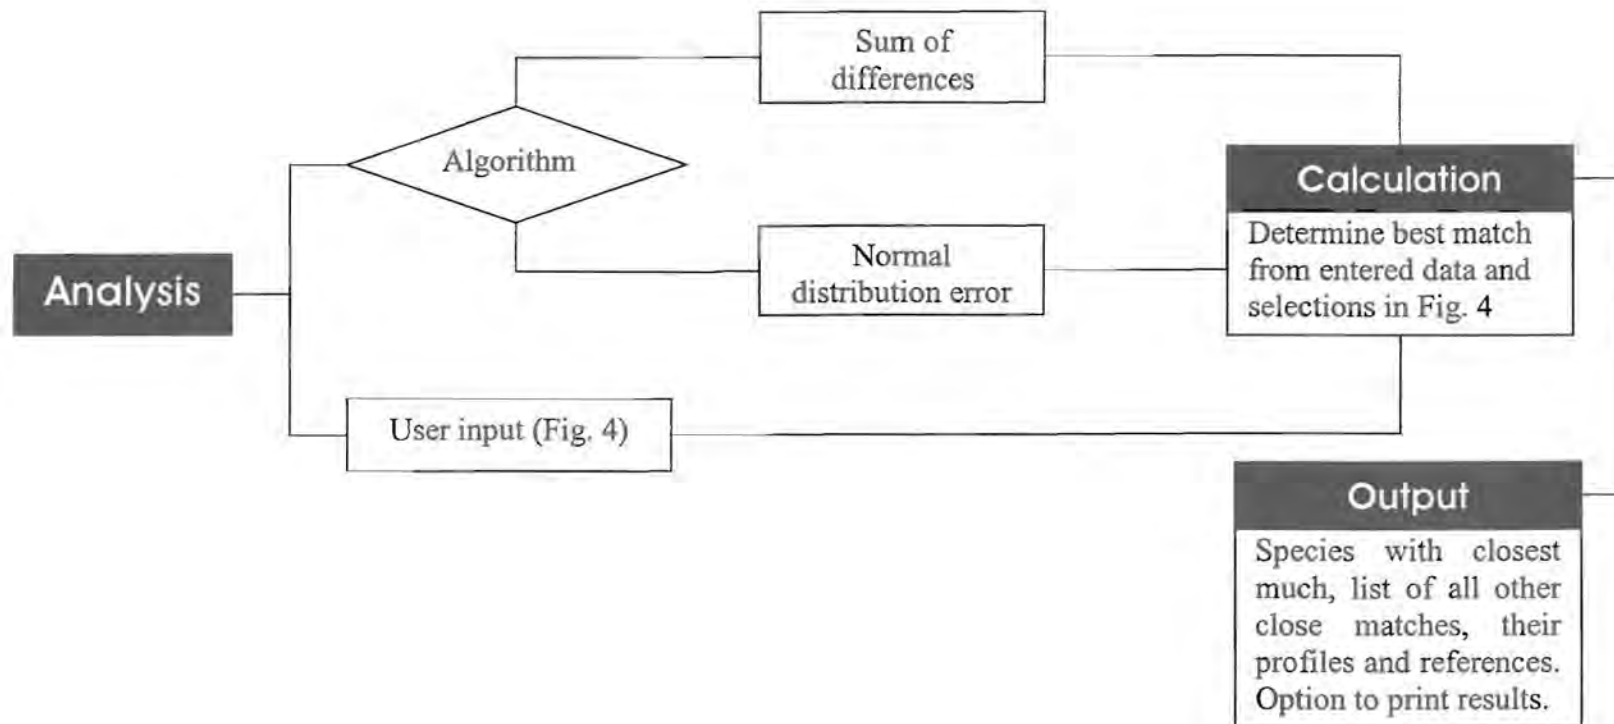 Sum of
differences
Algorithm
Calculation
Determine best match
from entered data and
selections in Fig. 4
Normal
distribution error
Analysis
User input (Fig. 4)
Output
Species with closest
much, list of all other
close matches, their
profiles and references.
Option to print results.